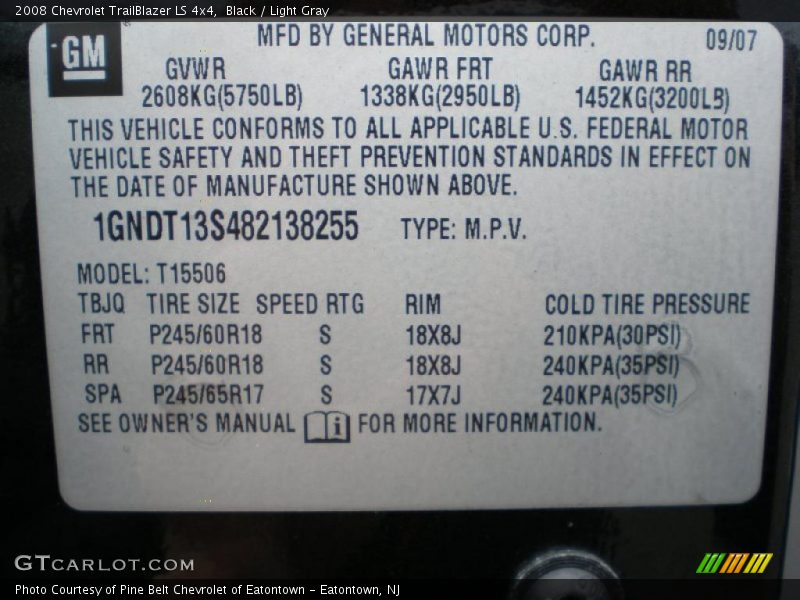 2008 Chevrolet TrailBlazer LS 4x4,  Black / Light Gray
GM
MFD BY GENERAL MOTORS CORP.
09/07
GVWR GAWR FRT GAWR RR
2608KG(5750LB) 1338KG(2950LB) 1452KG(3200LB)
THIS VEHICLE CONFORMS TO ALL APPLICABLE U.S. FEDERAL MOTOR
VEHICLE SAFETY AND THEFT PREVENTION STANDARDS IN EFFECT ON
THE DATE OF MANUFACTURE SHOWN ABOVE.
1GNDT13S482138255 TYPE: M.P.V.
MODEL: T15506
TBJQ TIRE SIZE SPEED RTG RIM COLD TIRE PRESSURE
FRT P245/60R18 S 18X8J 210KPA(30PSI)
RR P245/60R18 S 18X8J 240KPA(35PSI)
SPA P245/65R17 S 17X7J 240KPA(35PSI)
SEE OWNER'S MANUAL i FOR MORE INFORMATION.
GTCARLOT.COM
Photo Courtesy of Pine Belt Chevrolet of Eatontown – Eatontown, NJ